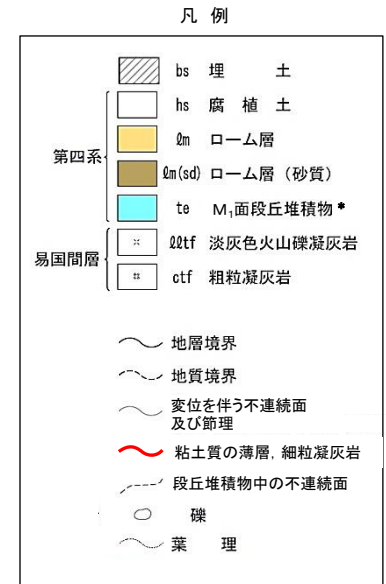 凡 例
bs 埋 土
hs 腐 植 土
ℓm ローム層
ℓm(sd) ローム層（砂質）
te M₁面段丘堆積物*
第四系
ℓℓtf 淡灰色火山礫凝灰岩
ctf 粗粒凝灰岩
易国間層
地層境界
地質境界
変位を伴う不連続面
及び節理
粘土質の薄層, 細粒凝灰岩
段丘堆積物中の不連続面
礫
葉 理